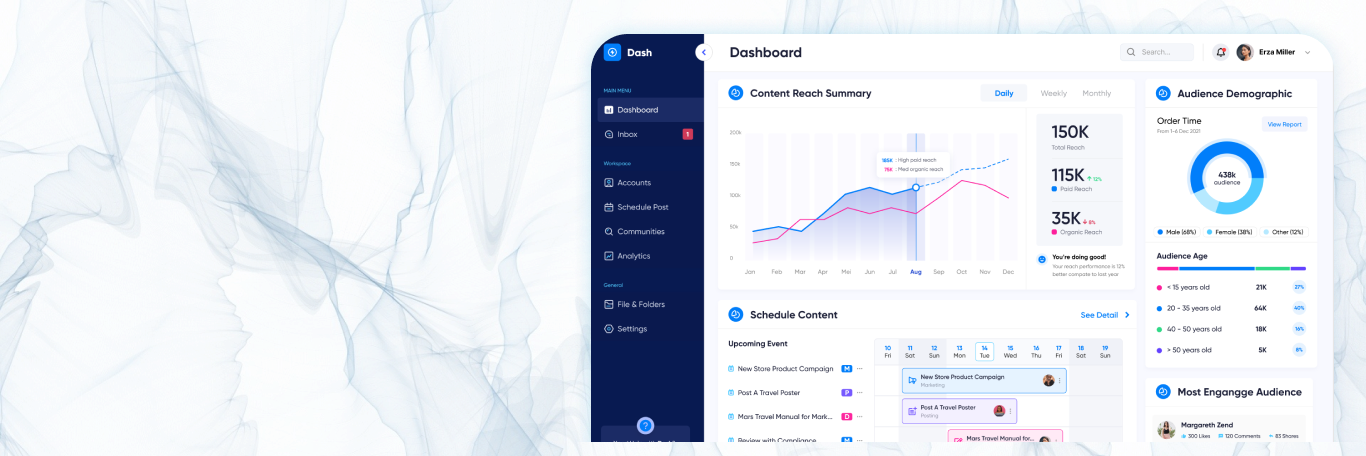 Dash
MAIN MENU
Dashboard
Inbox 1
Workspace
Accounts
Schedule Post
Communities
Analytics
General
File & Folders
Settings
?
Dashboard
Search...
Erza Miller
Content Reach Summary
Daily Weekly Monthly
200k
150k
100k
50k
0
185K : High paid reach
75K : Med organic reach
Jan Feb Mar Apr Mei Jun Jul Aug Sep Oct Nov Dec
150K
Total Reach
115K 12%
Paid Reach
35K 6%
Organic Reach
You're doing good!
Your reach performance is 12%
better compate to last year
Audience Demographic
Order Time
From 1-6 Dec, 2021
View Report
438k
audience
Male (68%) Female (38%) Other (12%)
Audience Age
< 15 years old 21K 27%
20 - 35 years old 64K 40%
40 - 50 years old 18K 16%
> 50 years old 5K 8%
Schedule Content
See Detail
Upcoming Event
New Store Product Campaign M
Post A Travel Poster P
Mars Travel Manual for Mark... D
Review with Compliance M
10 11 12 13 14 15 16 17 18 19
Fri Sat Sun Mon Tue Wed Thu Fri Sat Sun
New Store Product Campaign
Marketing
Post A Travel Poster
Posting
Mars Travel Manual for...
Most Engangge Audience
Margareth Zend
300 Likes 120 Comments 83 Shares